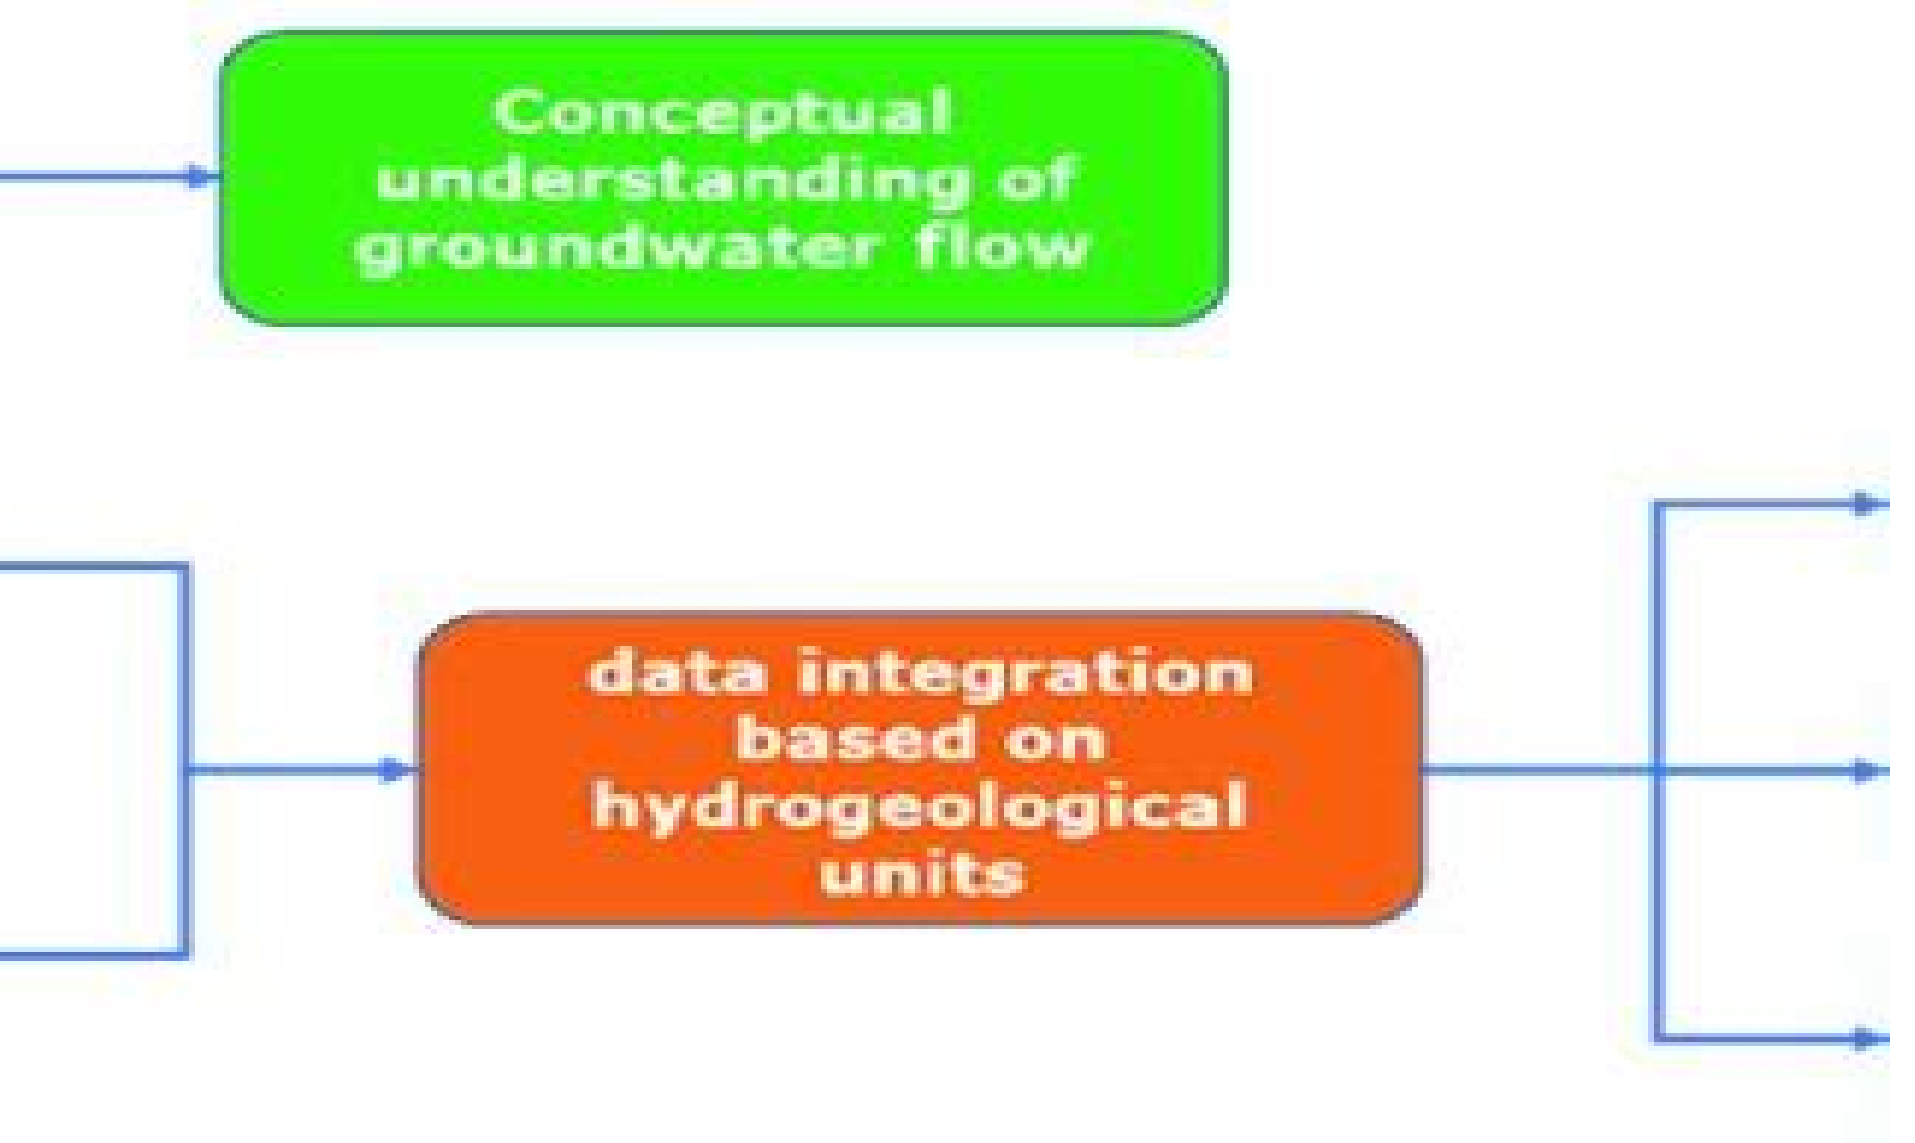 Conceptual
understanding of
groundwater flow
data integration
based on
hydrogeological
units